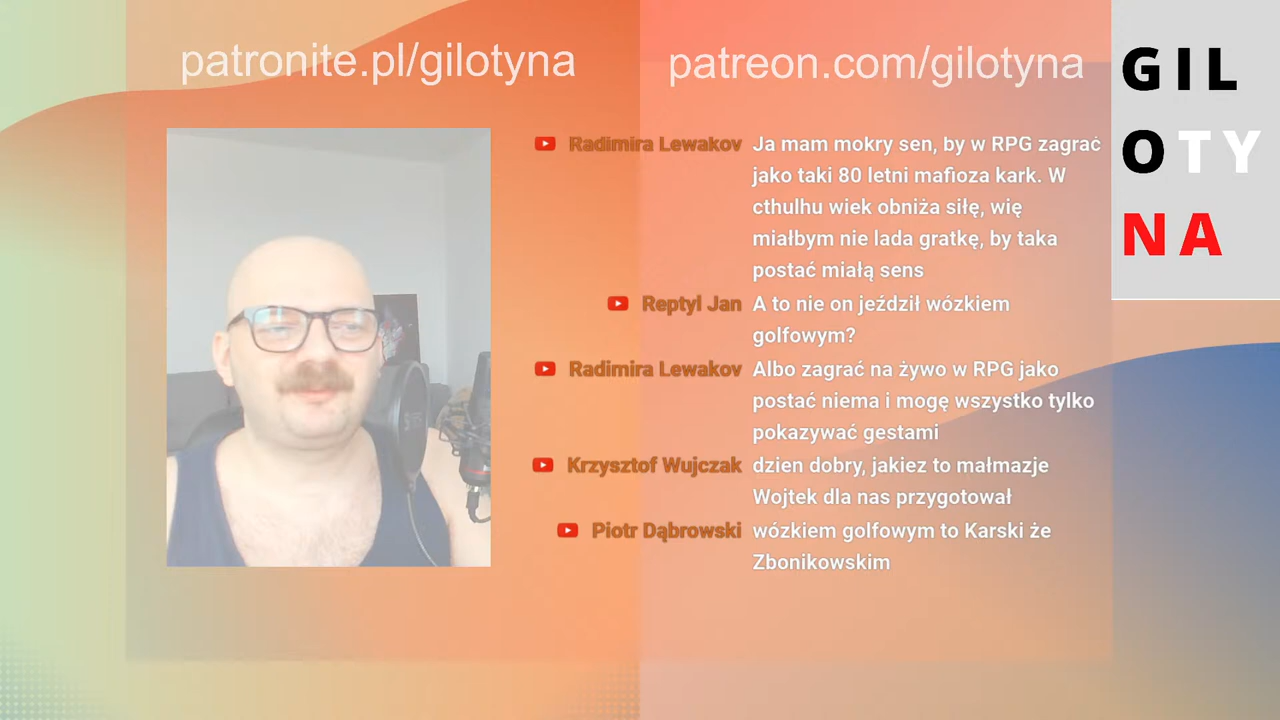 patronite.pl/gilotyna
patreon.com/gilotyna
GIL
OTY
NA
Radimira Lewakov Ja mam mokry sen, by w RPG zagrać
jako taki 80 letni mafioza kark. W
cthulhu wiek obniża siłę, wię
miałbym nie lada gratkę, by taka
postać miałą sens
Reptyl Jan A to nie on jeździł wózkiem
golfowym?
Radimira Lewakov Albo zagrać na żywo w RPG jako
postać niema i mogę wszystko tylko
pokazywać gestami
Krzysztof Wujczak dzien dobry, jakiez to małmazje
Wojtek dla nas przygotował
Piotr Dąbrowski wózkiem golfowym to Karski że
Zbonikowskim